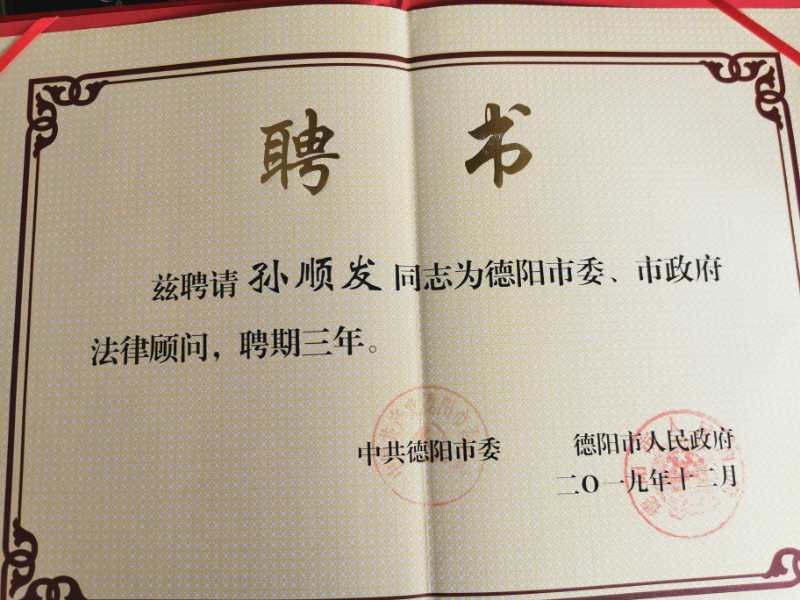 聘书
兹聘请孙顺发同志为德阳市委、市政府
法律顾问，聘期三年。
中共德阳市委 德阳市人民政府
二〇一九年十二月